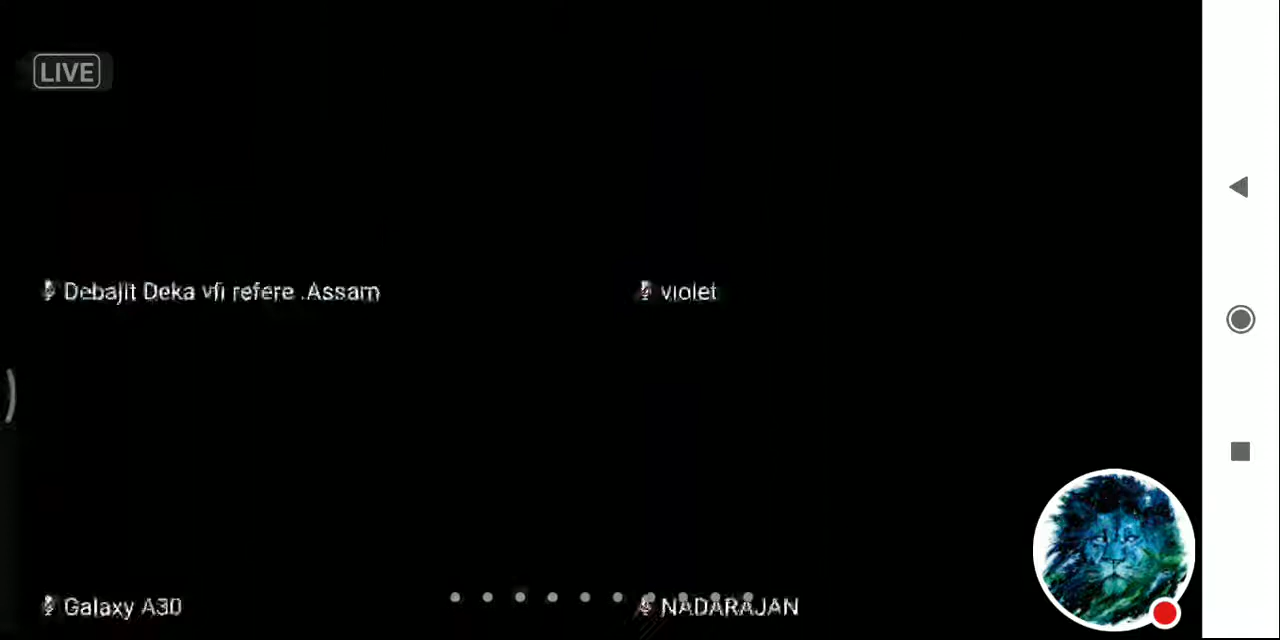 LIVE
Debajit Deka vfi refere .Assam
violet
Galaxy A30
NADARAJAN